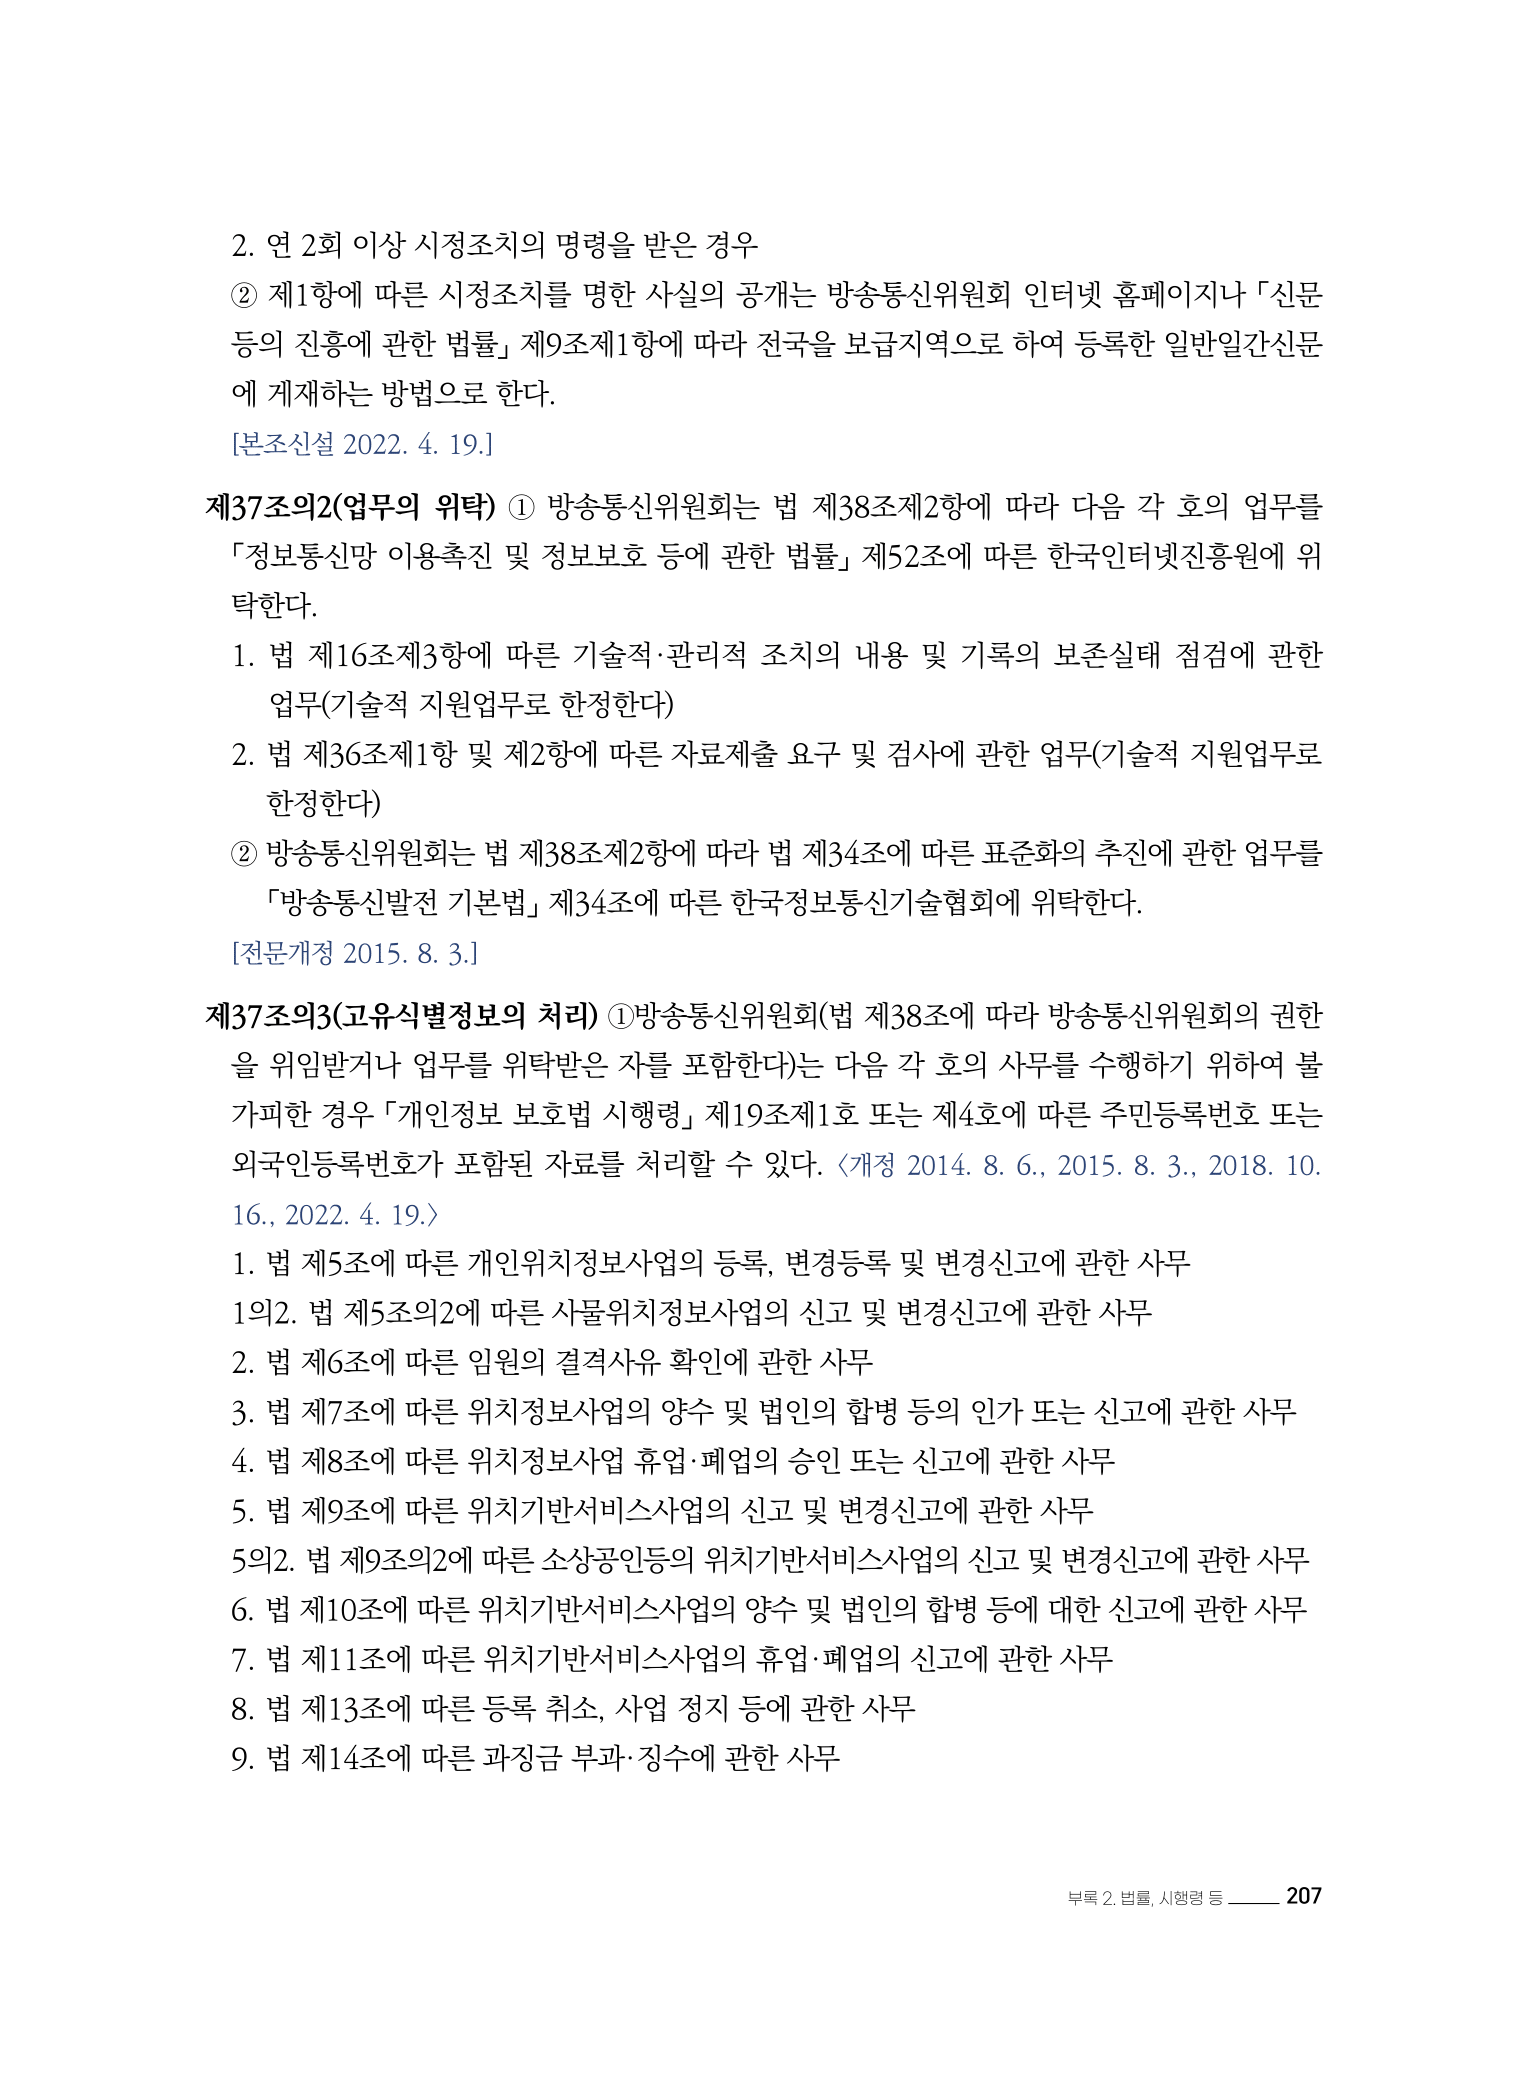 2. 연 2회 이상 시정조치의 명령을 받은 경우
② 제1항에 따른 시정조치를 명한 사실의 공개는 방송통신위원회 인터넷 홈페이지나 「신문
등의 진흥에 관한 법률」 제9조제1항에 따라 전국을 보급지역으로 하여 등록한 일반일간신문
에 게재하는 방법으로 한다.
[본조신설 2022. 4. 19.]
제37조의2(업무의 위탁) ① 방송통신위원회는 법 제38조제2항에 따라 다음 각 호의 업무를
「정보통신망 이용촉진 및 정보보호 등에 관한 법률」 제52조에 따른 한국인터넷진흥원에 위
탁한다.
1. 법 제16조제3항에 따른 기술적·관리적 조치의 내용 및 기록의 보존실태 점검에 관한
업무(기술적 지원업무로 한정한다)
2. 법 제36조제1항 및 제2항에 따른 자료제출 요구 및 검사에 관한 업무(기술적 지원업무로
한정한다)
② 방송통신위원회는 법 제38조제2항에 따라 법 제34조에 따른 표준화의 추진에 관한 업무를
「방송통신발전 기본법」 제34조에 따른 한국정보통신기술협회에 위탁한다.
[전문개정 2015. 8. 3.]
제37조의3(고유식별정보의 처리) ①방송통신위원회(법 제38조에 따라 방송통신위원회의 권한
을 위임받거나 업무를 위탁받은 자를 포함한다)는 다음 각 호의 사무를 수행하기 위하여 불
가피한 경우 「개인정보 보호법 시행령」 제19조제1호 또는 제4호에 따른 주민등록번호 또는
외국인등록번호가 포함된 자료를 처리할 수 있다. 〈개정 2014. 8. 6., 2015. 8. 3., 2018. 10.
16., 2022. 4. 19.〉
1. 법 제5조에 따른 개인위치정보사업의 등록, 변경등록 및 변경신고에 관한 사무
1의2. 법 제5조의2에 따른 사물위치정보사업의 신고 및 변경신고에 관한 사무
2. 법 제6조에 따른 임원의 결격사유 확인에 관한 사무
3. 법 제7조에 따른 위치정보사업의 양수 및 법인의 합병 등의 인가 또는 신고에 관한 사무
4. 법 제8조에 따른 위치정보사업 휴업·폐업의 승인 또는 신고에 관한 사무
5. 법 제9조에 따른 위치기반서비스사업의 신고 및 변경신고에 관한 사무
5의2. 법 제9조의2에 따른 소상공인등의 위치기반서비스사업의 신고 및 변경신고에 관한 사무
6. 법 제10조에 따른 위치기반서비스사업의 양수 및 법인의 합병 등에 대한 신고에 관한 사무
7. 법 제11조에 따른 위치기반서비스사업의 휴업·폐업의 신고에 관한 사무
8. 법 제13조에 따른 등록 취소, 사업 정지 등에 관한 사무
9. 법 제14조에 따른 과징금 부과·징수에 관한 사무
부록 2. 법률, 시행령 등 207